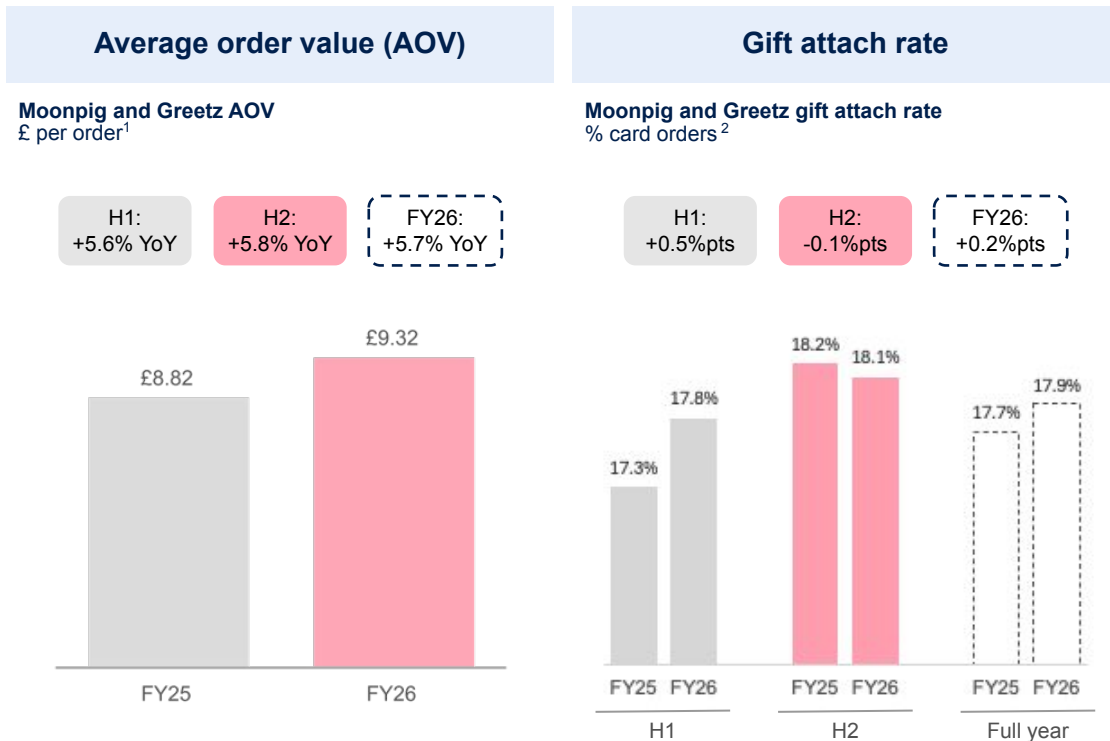 Average order value (AOV)
Moonpig and Greetz AOV
£ per order1
H1:
+5.6% YoY
H2:
+5.8% YoY
FY26:
+5.7% YoY
£8.82
£9.32
FY25
FY26
Gift attach rate
Moonpig and Greetz gift attach rate
% card orders 2
H1:
+0.5%pts
H2:
-0.1%pts
FY26:
+0.2%pts
17.3%
17.8%
18.2%
18.1%
17.7%
17.9%
FY25 FY26
FY25 FY26
FY25 FY26
H1
H2
Full year